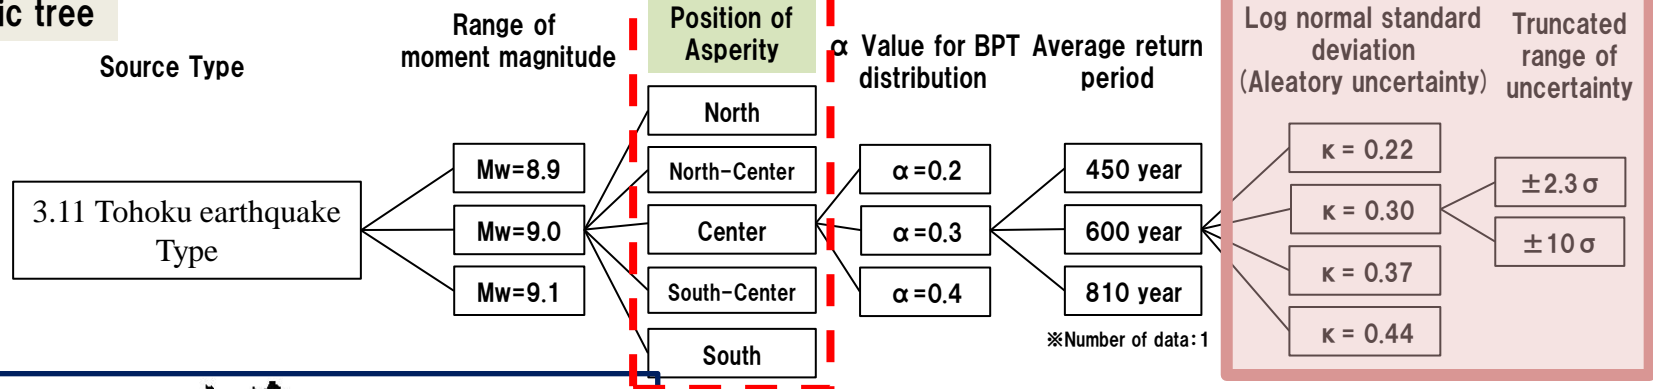 ic tree
Source Type
Range of
moment magnitude
Position of
Asperity
α Value for BPT
distribution
Average return
period
Log normal standard
deviation
(Aleatory uncertainty)
Truncated
range of
uncertainty
3.11 Tohoku earthquake
Type
Mw=8.9
Mw=9.0
Mw=9.1
North
North-Center
Center
South-Center
South
α=0.2
α=0.3
α=0.4
450 year
600 year
810 year
※Number of data:1
κ = 0.22
κ = 0.30
κ = 0.37
κ = 0.44
±2.3σ
±10σ